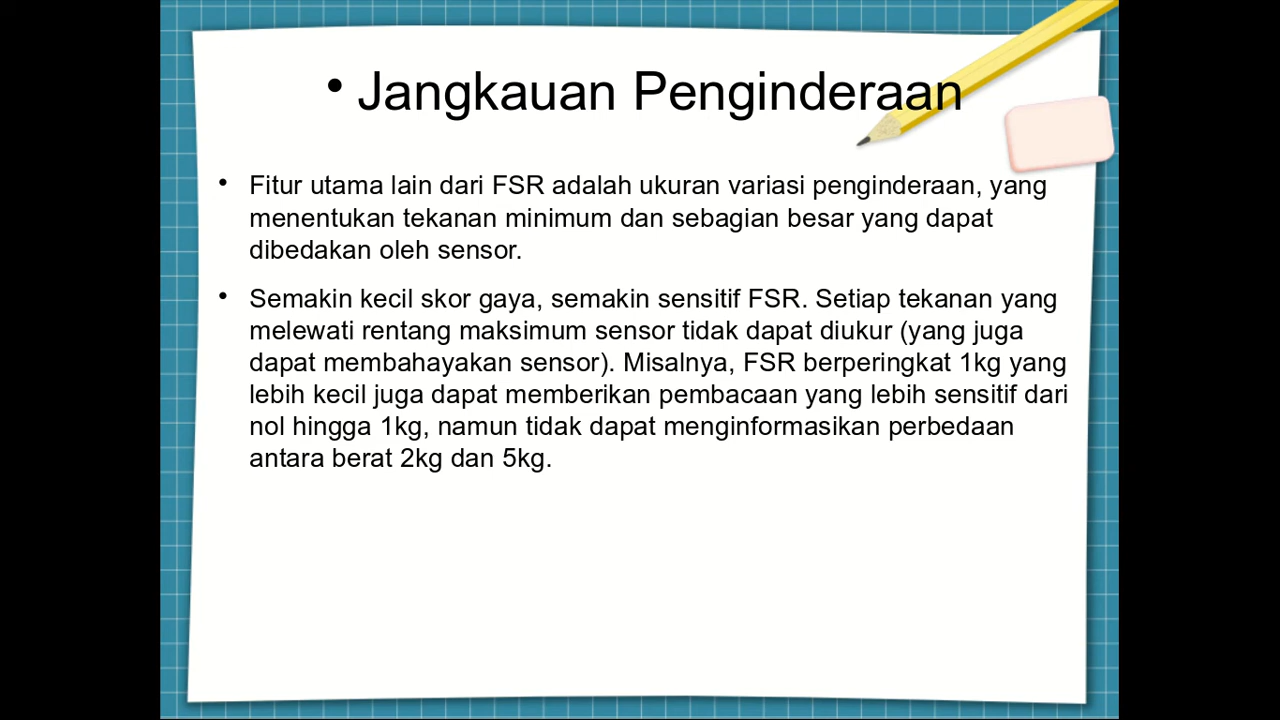 • Jangkauan Penginderaan
• Fitur utama lain dari FSR adalah ukuran variasi penginderaan, yang
menentukan tekanan minimum dan sebagian besar yang dapat
dibedakan oleh sensor.
• Semakin kecil skor gaya, semakin sensitif FSR. Setiap tekanan yang
melewati rentang maksimum sensor tidak dapat diukur (yang juga
dapat membahayakan sensor). Misalnya, FSR berperingkat 1kg yang
lebih kecil juga dapat memberikan pembacaan yang lebih sensitif dari
nol hingga 1kg, namun tidak dapat menginformasikan perbedaan
antara berat 2kg dan 5kg.